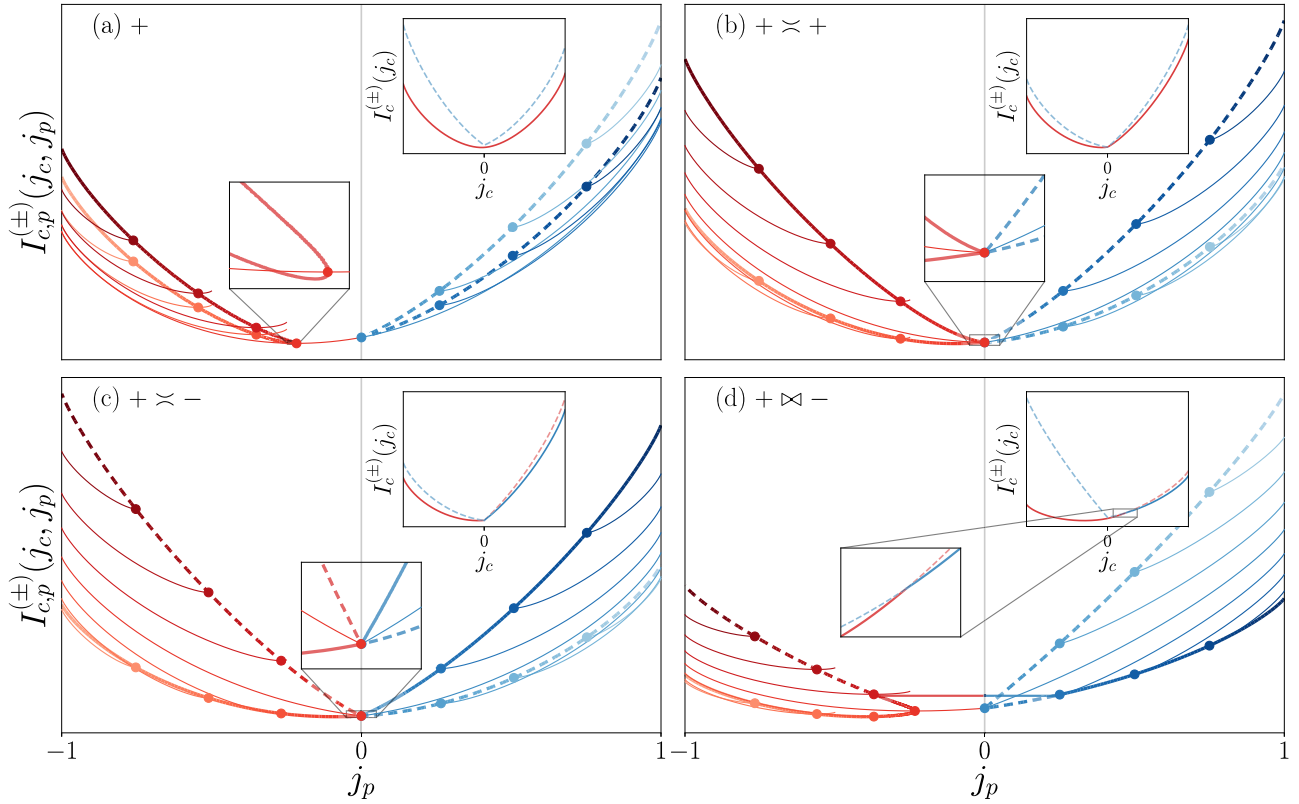 (a) +
I_{c,p}^{(±)}(j_c, j_p)
I_c^{(±)}(j_c)
0
j_c
(b) + ≍ +
I_c^{(±)}(j_c)
0
j_c
(c) + ≍ −
I_{c,p}^{(±)}(j_c, j_p)
I_c^{(±)}(j_c)
0
j_c
−1
0
1
j_p
(d) + ⋈ −
I_c^{(±)}(j_c)
0
j_c
−1
0
1
j_p